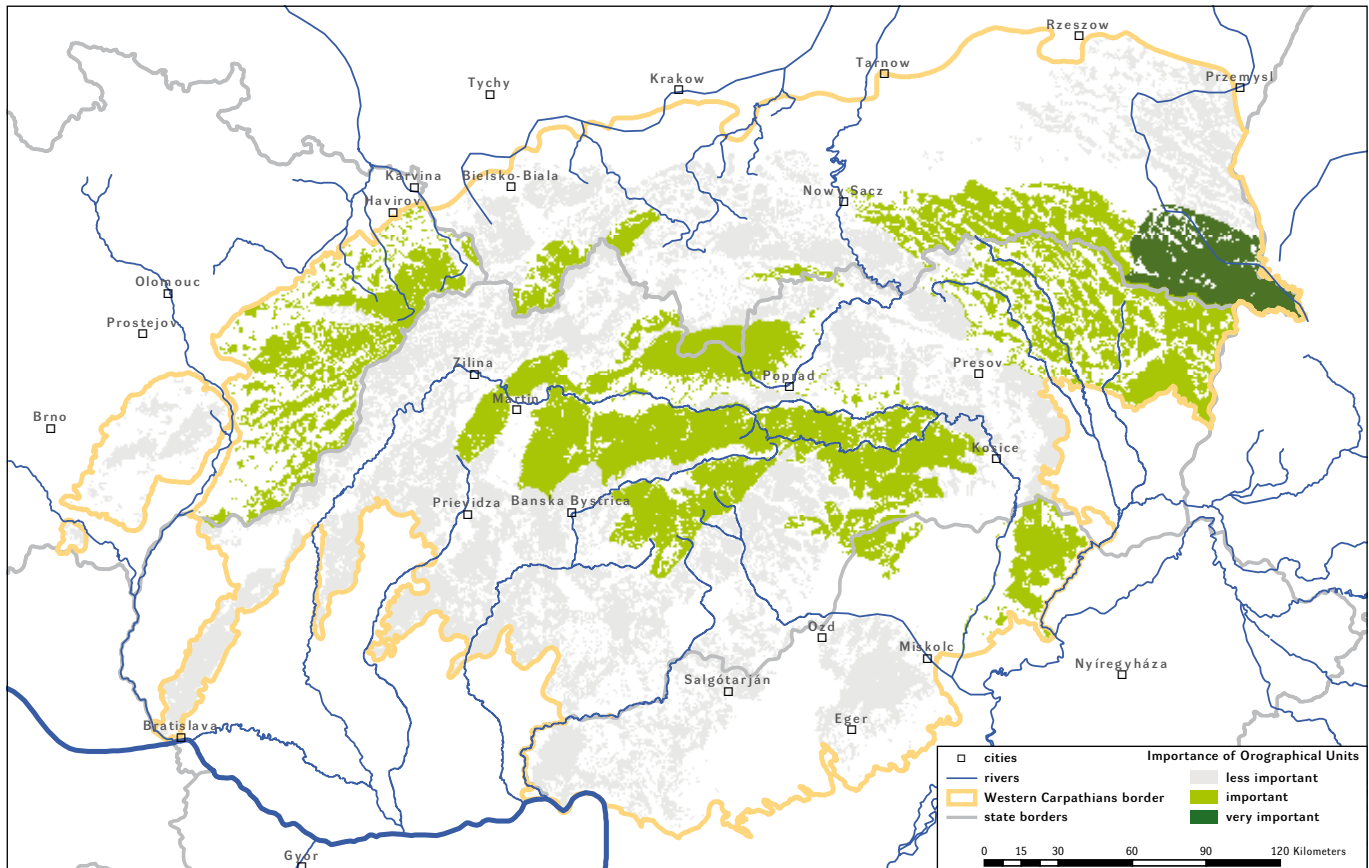 Rzeszow
Tarnow
Przemysl
Krakow
Tychy
Karvina
Bielsko-Biala
Havirov
Nowy Sacz
Olomouc
Prostejov
Zilina
Presov
Poprad
Martin
Brno
Kosice
Prievidza
Banska Bystrica
Ozd
Miskolc
Nyíregyháza
Salgótarján
Eger
Bratislava
Györ
cities
rivers
Western Carpathians border
state borders
Importance of Orographical Units
less important
important
very important
0 15 30 60 90 120 Kilometers